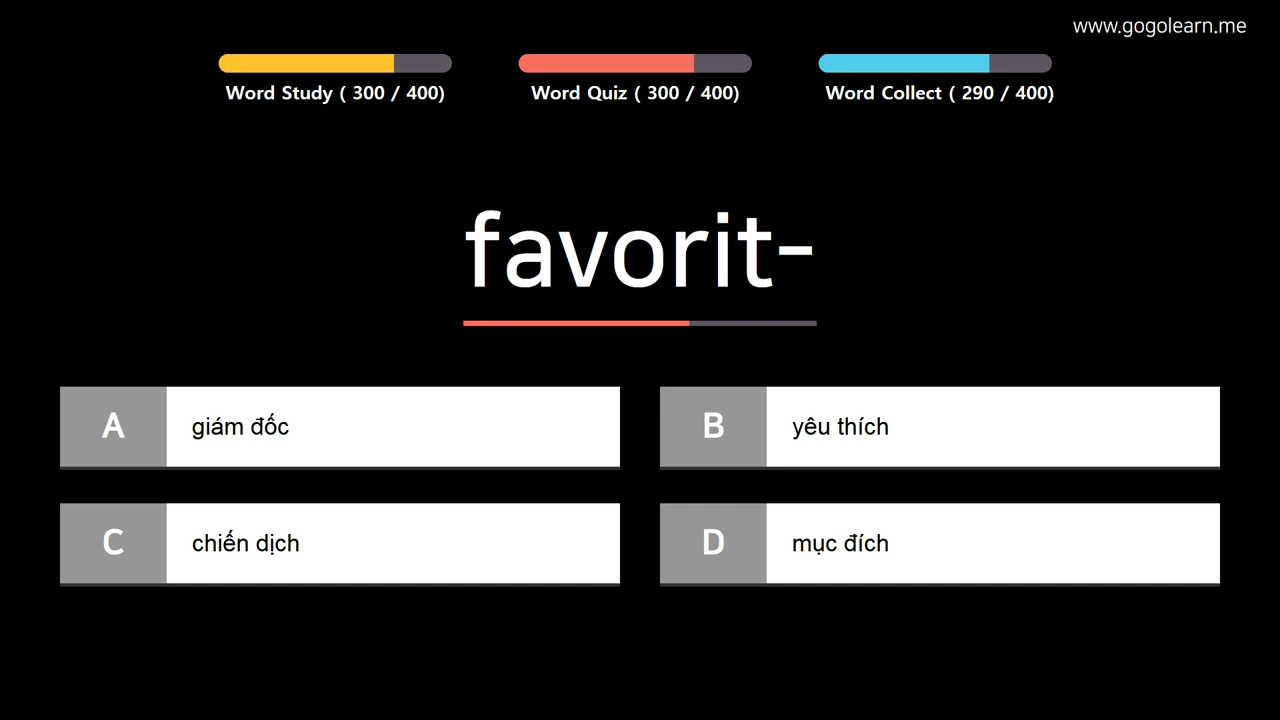 www.gogolearn.me
Word Study ( 300 / 400)
Word Quiz ( 300 / 400)
Word Collect ( 290 / 400)
favorit-
A giám đốc
B yêu thích
C chiến dịch
D mục đích